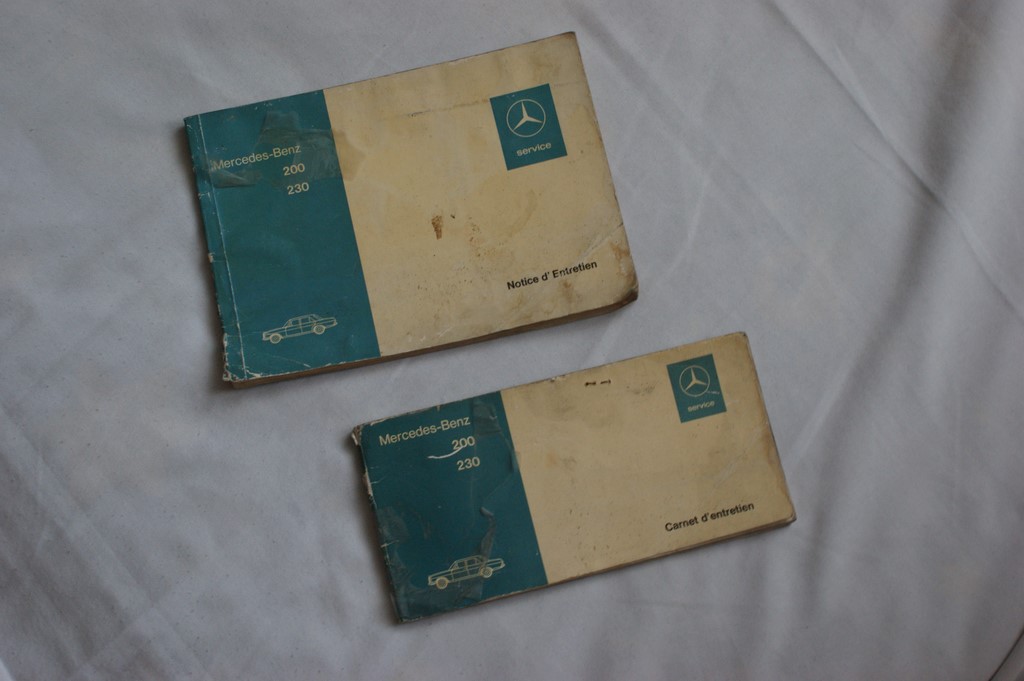 Mercedes-Benz
200
230
service
Notice d' Entretien
Mercedes-Benz
200
230
service
Carnet d'entretien